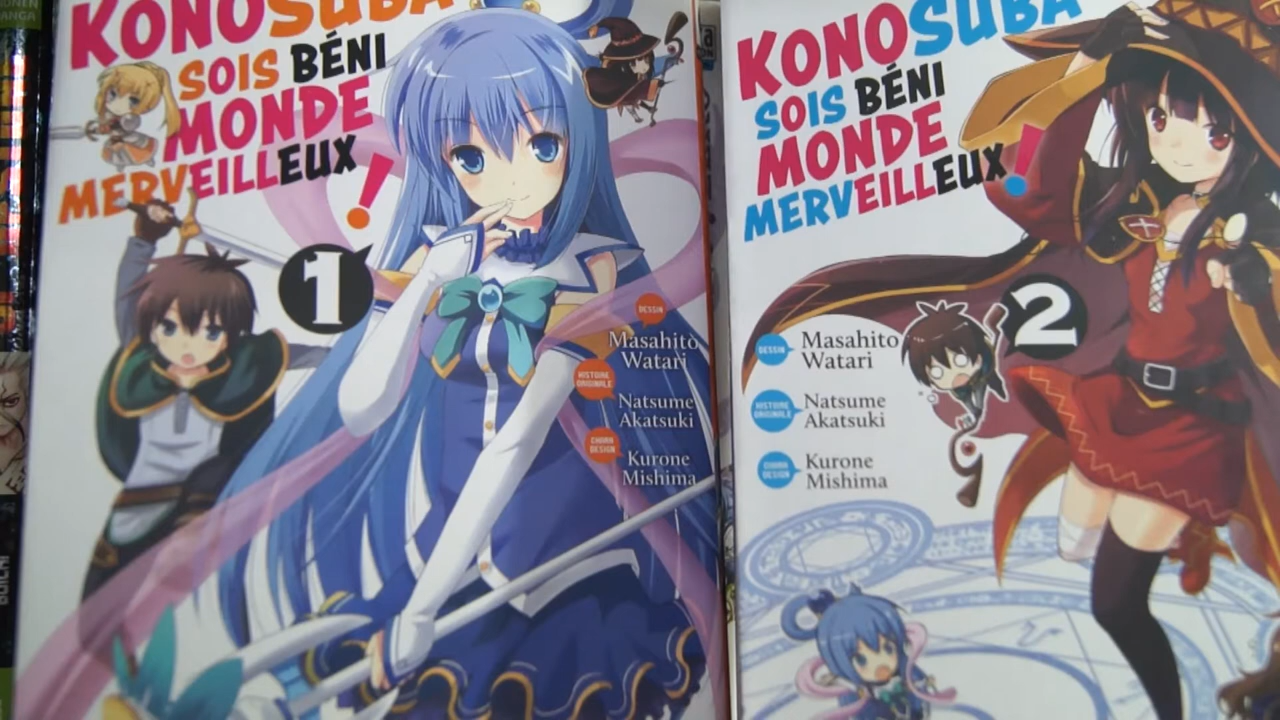 KONOSUBA
SOIS BÉNI
MONDE
MERVEILLEUX
!
1
DESSIN
Masahito
Watari
HISTOIRE
ORIGINALE
Natsume
Akatsuki
CHARA
DESIGN
Kurone
Mishima
KONOSUBA
SOIS BÉNI
MONDE
MERVEILLEUX
!
2
DESSIN
Masahito
Watari
HISTOIRE
ORIGINALE
Natsume
Akatsuki
CHARA
DESIGN
Kurone
Mishima
BOICHI